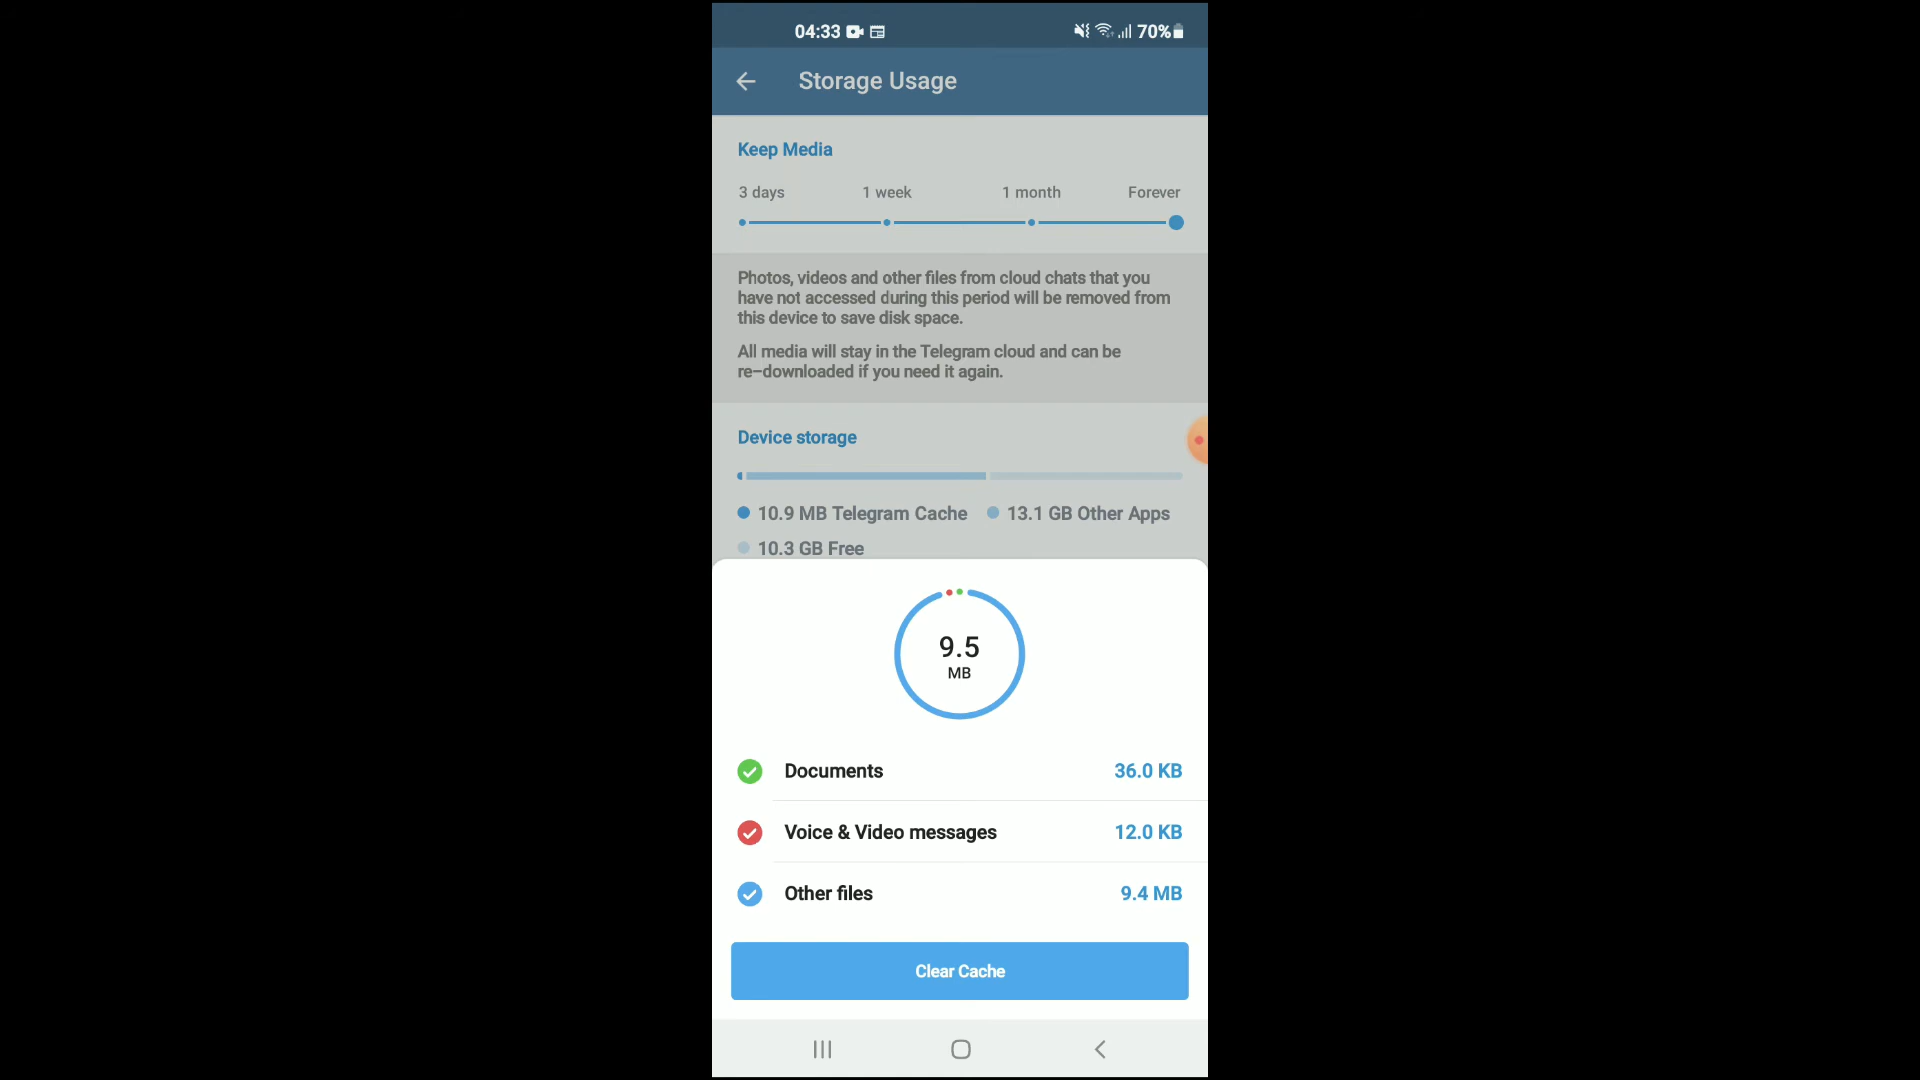 04:33 70%
Storage Usage
Keep Media
3 days 1 week 1 month Forever
Photos, videos and other files from cloud chats that you
have not accessed during this period will be removed from
this device to save disk space.
All media will stay in the Telegram cloud and can be
re-downloaded if you need it again.
Device storage
10.9 MB Telegram Cache 13.1 GB Other Apps
10.3 GB Free
9.5
MB
Documents 36.0 KB
Voice & Video messages 12.0 KB
Other files 9.4 MB
Clear Cache